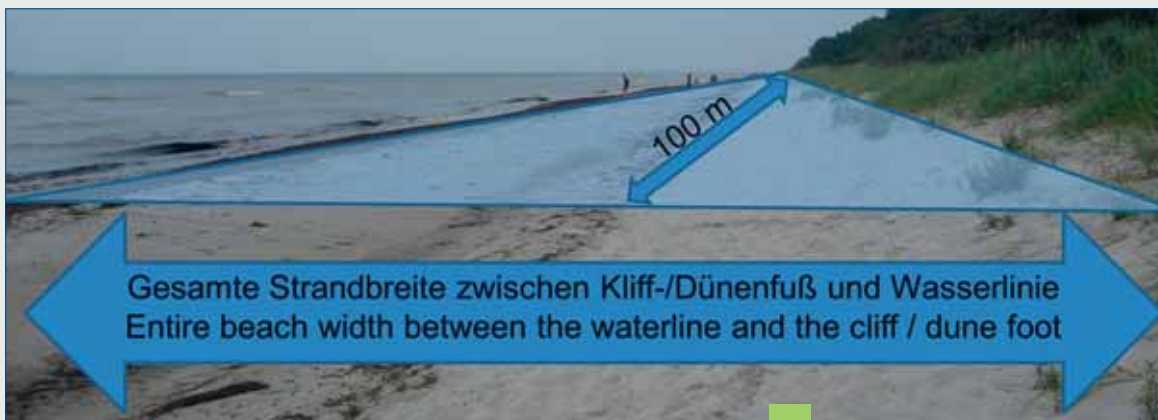 100 m
Gesamte Strandbreite zwischen Kliff-/Dünenfuß und Wasserlinie
Entire beach width between the waterline and the cliff / dune foot